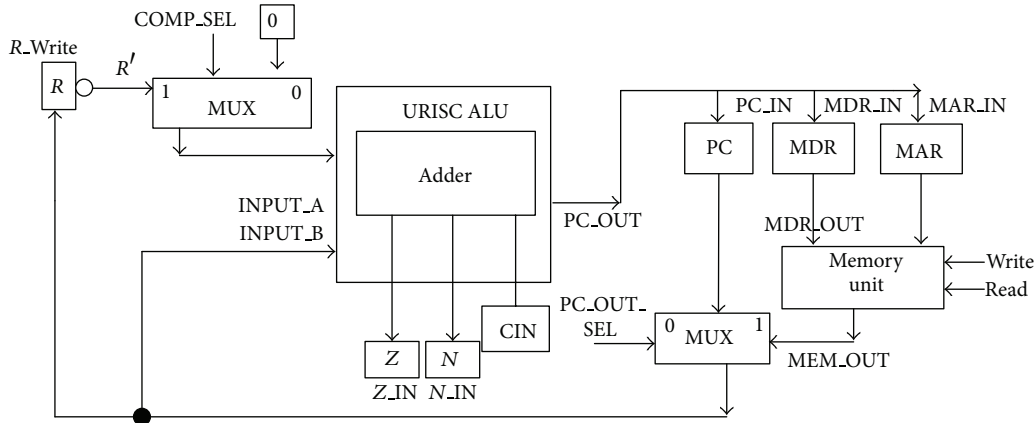 COMP_SEL
0
R_Write
R
R′
1
0
MUX
URISC ALU
Adder
INPUT_A
INPUT_B
PC_OUT
PC_IN
MDR_IN
MAR_IN
PC
MDR
MAR
MDR_OUT
Memory
unit
Write
Read
PC_OUT_
SEL
0
1
MUX
MEM_OUT
CIN
Z
N
Z_IN
N_IN